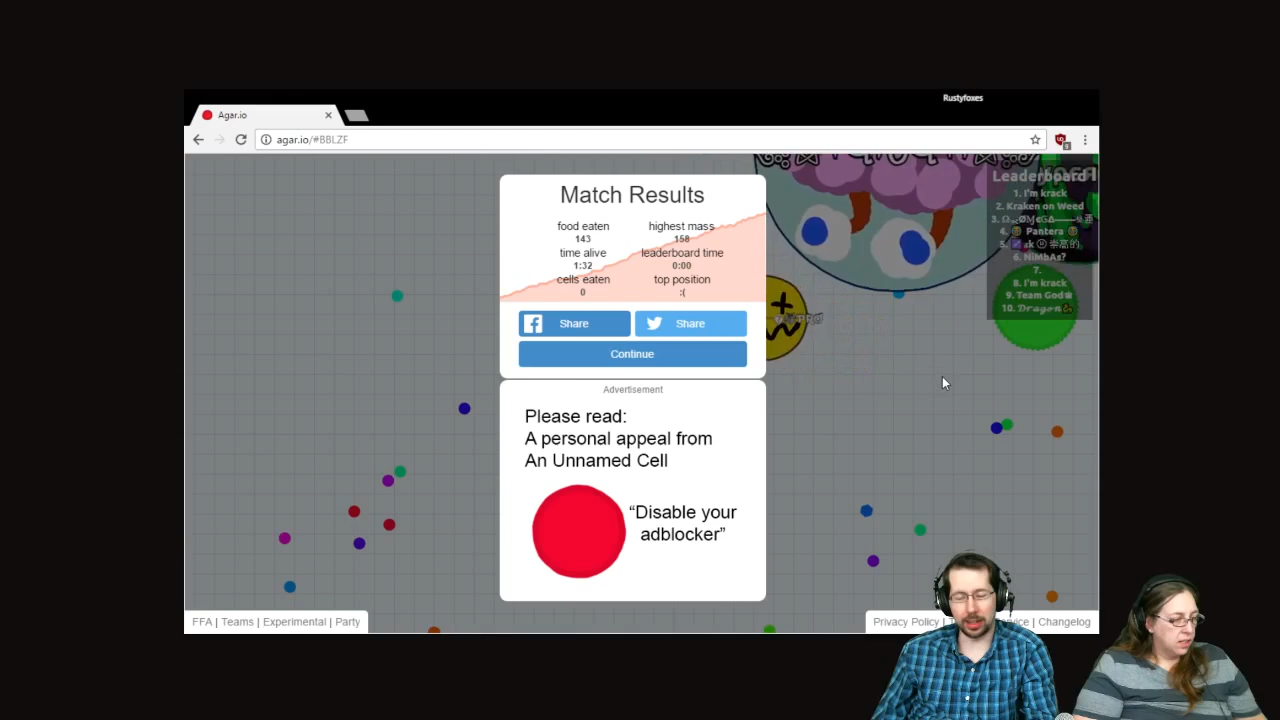 Rustyfoxes
Agar.io
agar.io/#BBLZF
Match Results
food eaten
143
highest mass
158
time alive
1:32
leaderboard time
0:00
cells eaten
0
top position
:(
Share
Share
Continue
Advertisement
Please read:
A personal appeal from
An Unnamed Cell
“Disable your
adblocker”
Leaderboard
1. I'm krack
2. Kraken on Weed
4. Pantera
6. NiMbAs?
7.
8. I'm krack
9. Team God
10. Dragon
FFA | Teams | Experimental | Party
Privacy Policy | Changelog